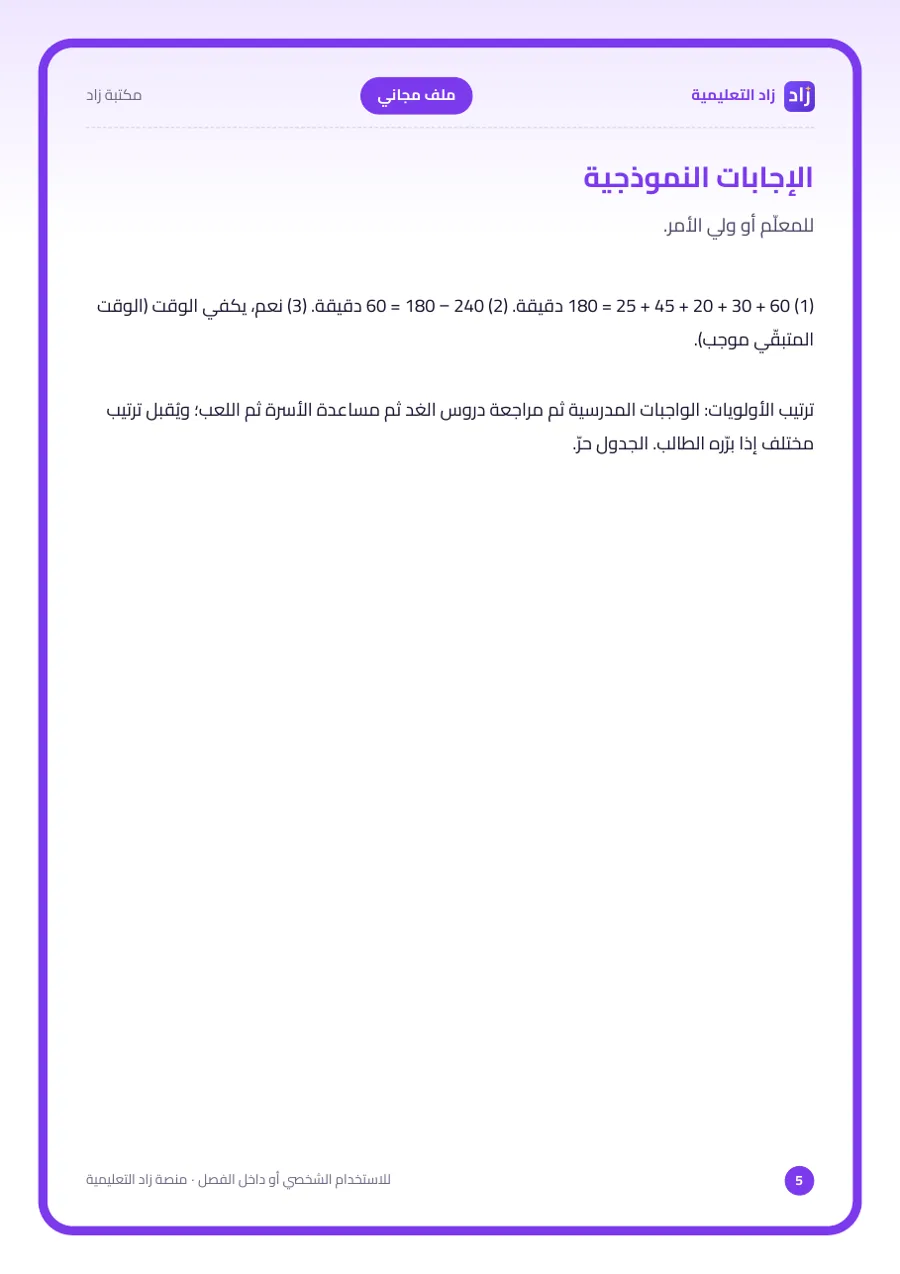 زاد
زاد التعليمية
ملف مجاني
مكتبة زاد
الإجابات النموذجية
للمعلّم أو ولي الأمر.
(1) 60 + 30 + 20 + 45 + 25 = 180 دقيقة. (2) 240 − 180 = 60 دقيقة. (3) نعم، يكفي الوقت (الوقت
المتبقّي موجب).
ترتيب الأولويات: الواجبات المدرسية ثم مراجعة دروس الغد ثم مساعدة الأسرة ثم اللعب؛ ويُقبل ترتيب
مختلف إذا برّره الطالب. الجدول حرّ.
5
للاستخدام الشخصي أو داخل الفصل · منصة زاد التعليمية